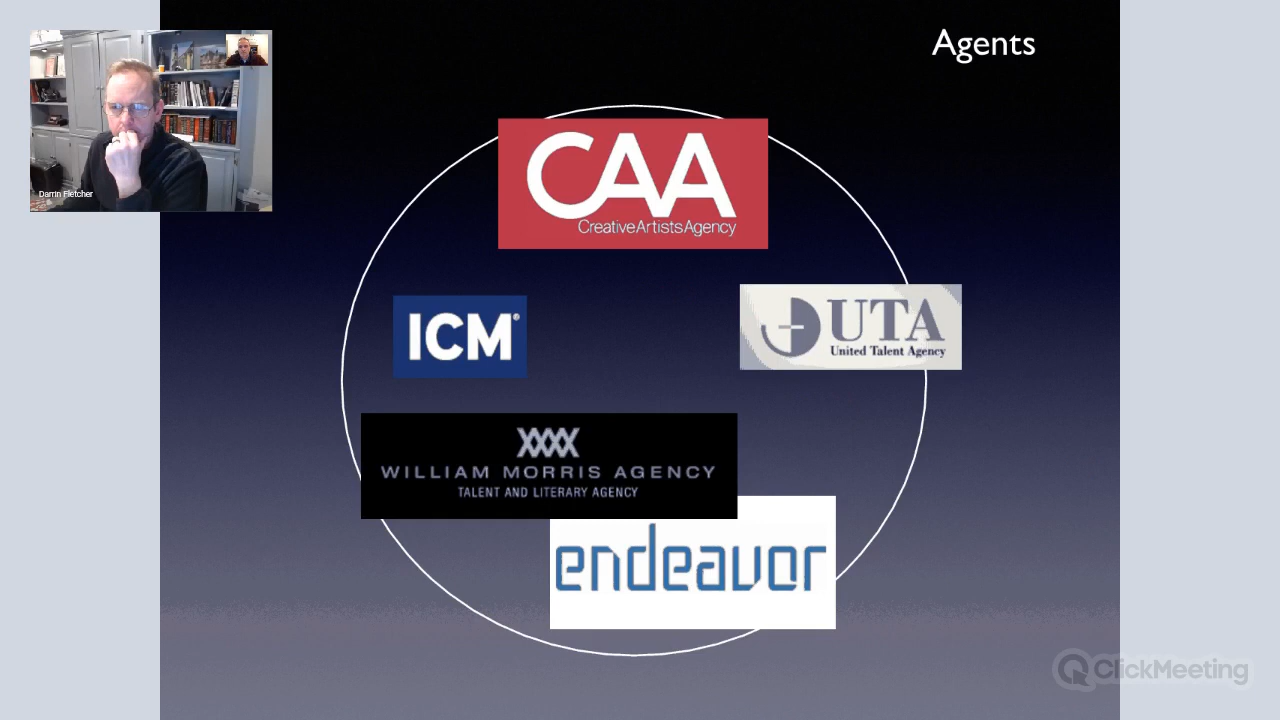 Agents
Darrin Fletcher
CAA
CreativeArtistsAgency
ICM®
UTA
United Talent Agency
WILLIAM MORRIS AGENCY
TALENT AND LITERARY AGENCY
endeavor
ClickMeeting